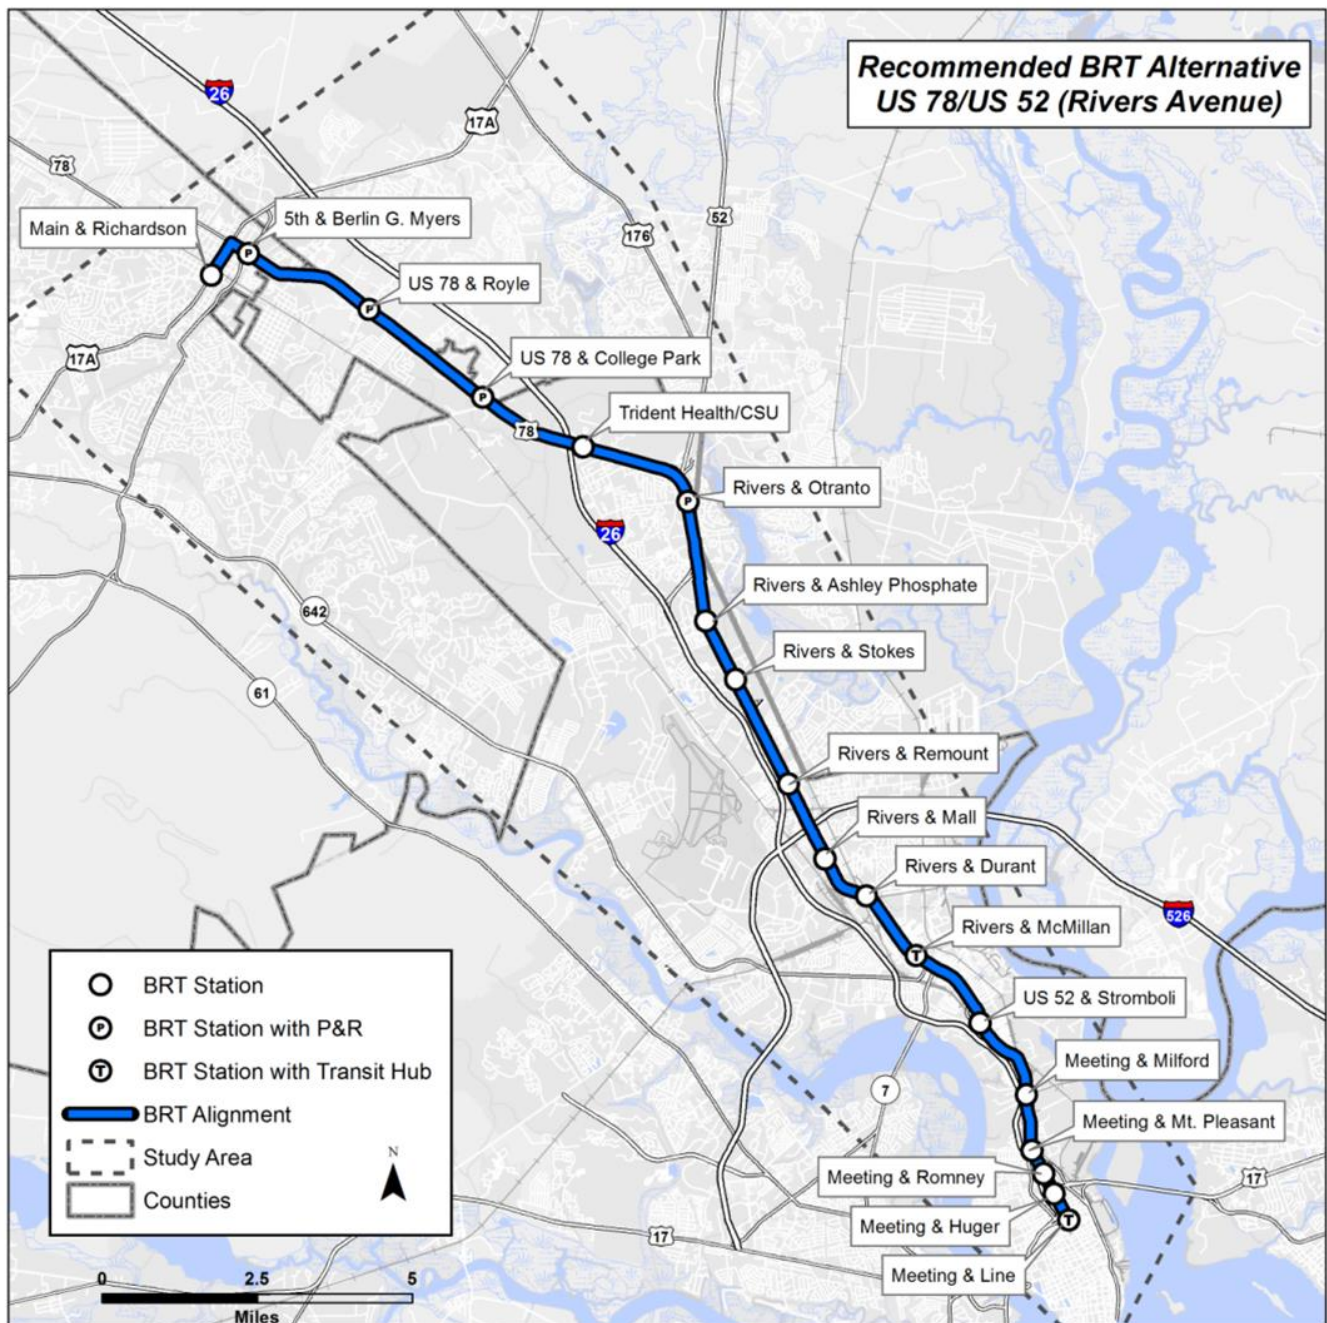 Recommended BRT Alternative
US 78/US 52 (Rivers Avenue)
26
17A
78
52
176
Main & Richardson
5th & Berlin G. Myers
US 78 & Royle
17A
US 78 & College Park
Trident Health/CSU
78
Rivers & Otranto
26
Rivers & Ashley Phosphate
642
Rivers & Stokes
61
Rivers & Remount
Rivers & Mall
Rivers & Durant
526
Rivers & McMillan
US 52 & Stromboli
Meeting & Milford
7
Meeting & Mt. Pleasant
Meeting & Romney
17
Meeting & Huger
17
Meeting & Line
P
P
P
P
T
T
BRT Station
P BRT Station with P&R
T BRT Station with Transit Hub
BRT Alignment
Study Area
Counties
N
0 2.5 5
Miles